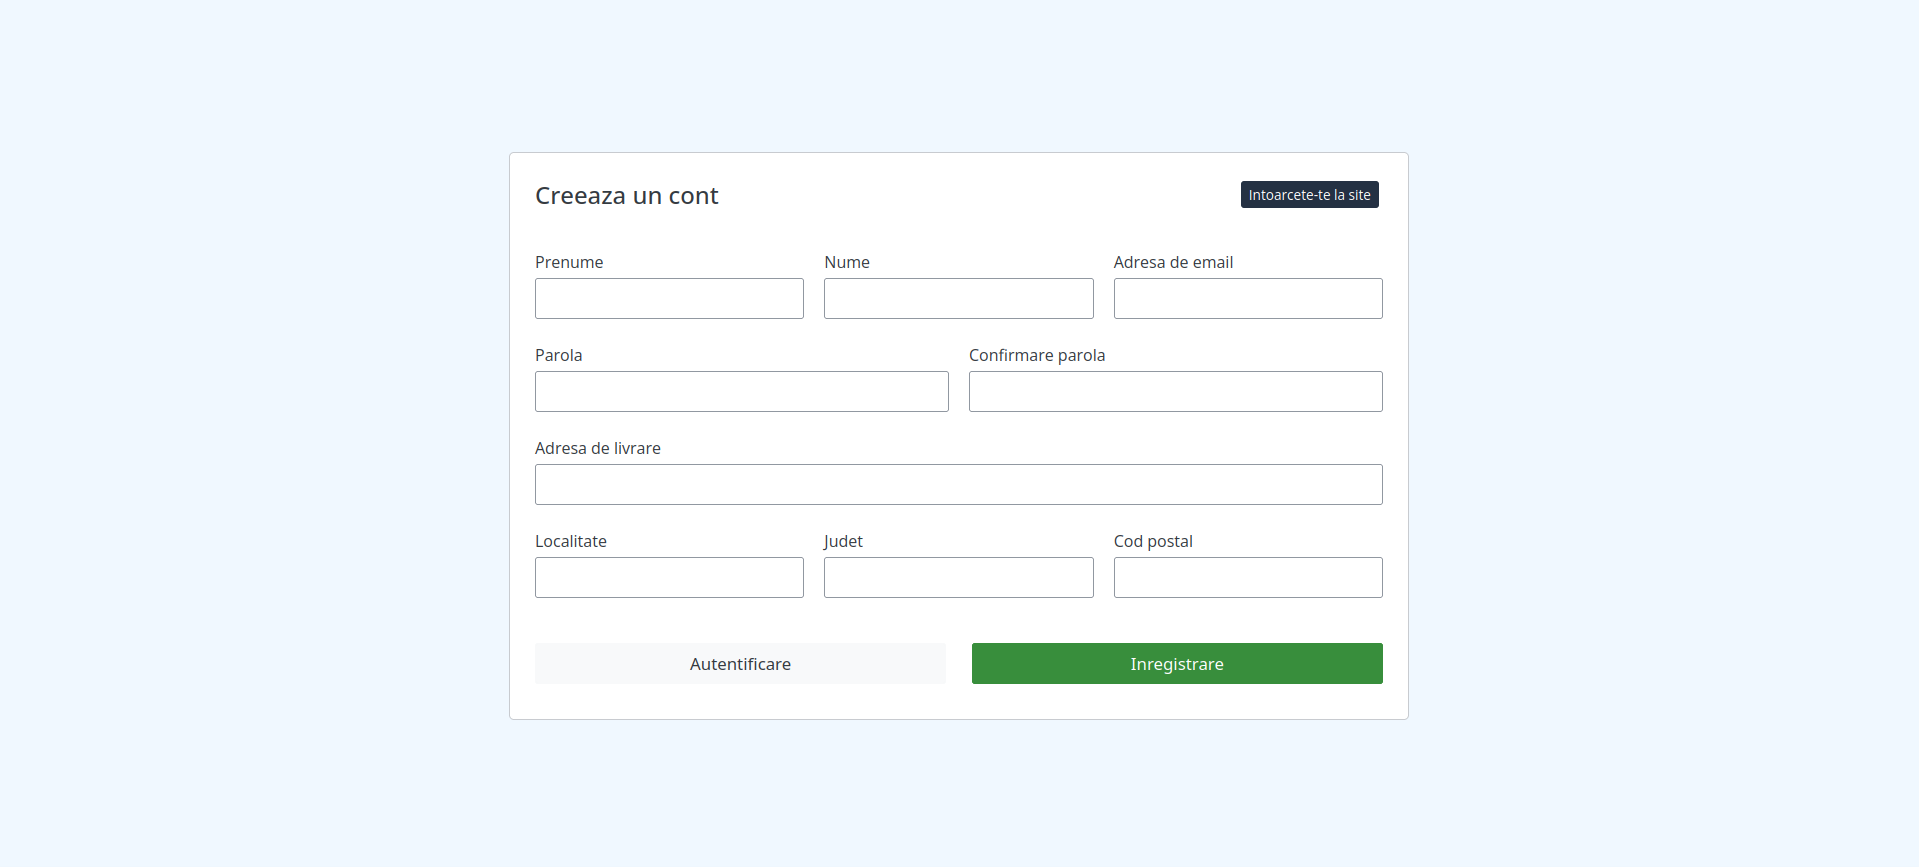 Creeaza un cont
Intoarcete-te la site
Prenume
Nume
Adresa de email
Parola
Confirmare parola
Adresa de livrare
Localitate
Judet
Cod postal
Autentificare
Inregistrare